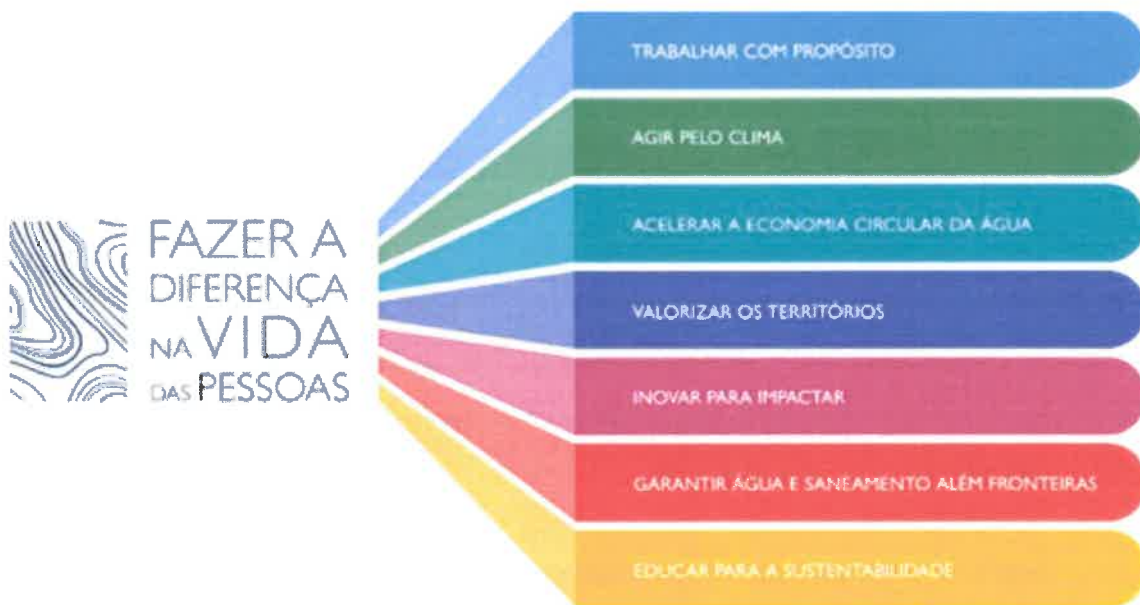 FAZER A
DIFERENÇA
NA VIDA
DAS PESSOAS
TRABALHAR COM PROPÓSITO
AGIR PELO CLIMA
ACELERAR A ECONOMIA CIRCULAR DA ÁGUA
VALORIZAR OS TERRITÓRIOS
INOVAR PARA IMPACTAR
GARANTIR ÁGUA E SANEAMENTO ALÉM FRONTEIRAS
EDUCAR PARA A SUSTENTABILIDADE